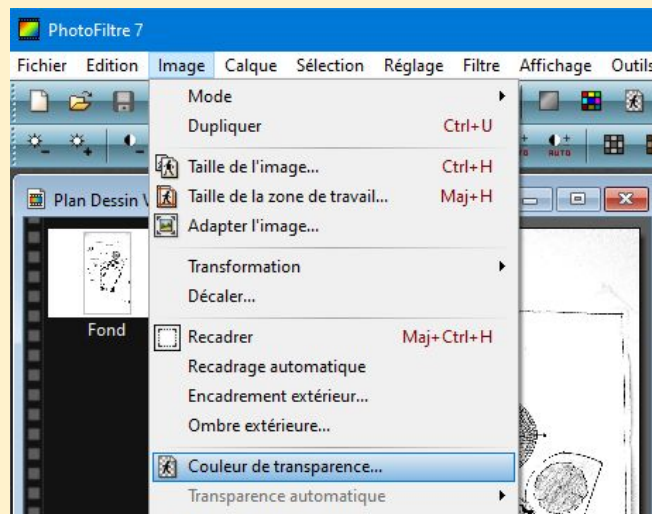 PhotoFiltre 7
Fichier Edition Image Calque Sélection Réglage Filtre Affichage Outils
Mode
Dupliquer Ctrl+U
AUTO
Taille de l'image... Ctrl+H
Taille de la zone de travail... Maj+H
Plan Dessin
Adapter l'image...
Transformation
Décaler...
Fond
Recadrer Maj+Ctrl+H
Recadrage automatique
Encadrement extérieur...
Ombre extérieure...
Couleur de transparence...
Transparence automatique